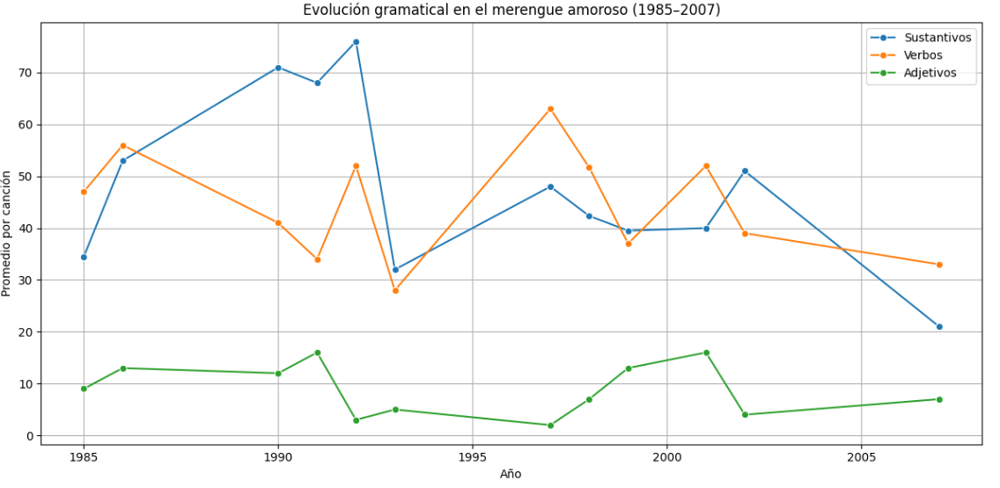 Evolución gramatical en el merengue amoroso (1985–2007)
Sustantivos
Verbos
Adjetivos
Promedio por canción
70
60
50
40
30
20
10
0
1985
1990
1995
2000
2005
Año